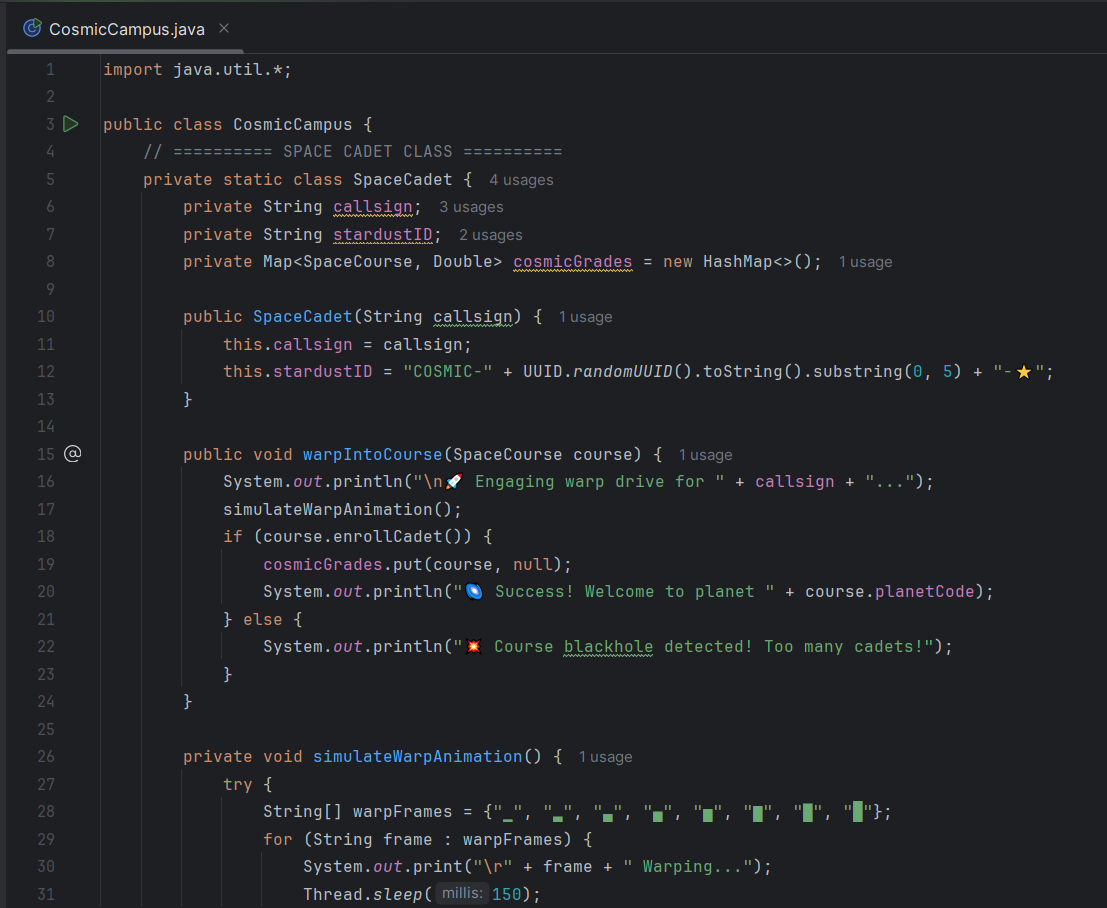 CosmicCampus.java ×
1 import java.util.*;
2
3 public class CosmicCampus {
4 // ========== SPACE CADET CLASS ==========
5 private static class SpaceCadet { 4 usages
6 private String callsign; 3 usages
7 private String stardustID; 2 usages
8 private Map<SpaceCourse, Double> cosmicGrades = new HashMap<>(); 1 usage
9
10 public SpaceCadet(String callsign) { 1 usage
11 this.callsign = callsign;
12 this.stardustID = "COSMIC-" + UUID.randomUUID().toString().substring(0, 5) + "-⭐";
13 }
14
15 @ public void warpIntoCourse(SpaceCourse course) { 1 usage
16 System.out.println("\n🚀 Engaging warp drive for " + callsign + "...");
17 simulateWarpAnimation();
18 if (course.enrollCadet()) {
19 cosmicGrades.put(course, null);
20 System.out.println("🌌 Success! Welcome to planet " + course.planetCode);
21 } else {
22 System.out.println("💥 Course blackhole detected! Too many cadets!");
23 }
24 }
25
26 private void simulateWarpAnimation() { 1 usage
27 try {
28 String[] warpFrames = {"▁", "▂", "▃", "▄", "▅", "▆", "▇", "█"};
29 for (String frame : warpFrames) {
30 System.out.print("\r" + frame + " Warping...");
31 Thread.sleep( millis: 150);